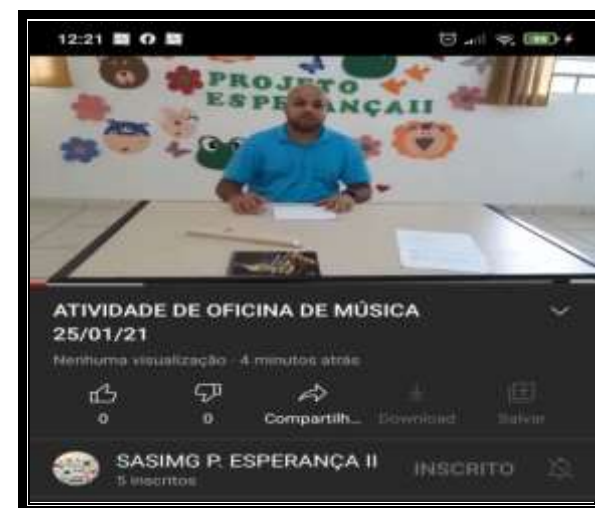 12:21
PROJETO
ESPERANÇA II
ATIVIDADE DE OFICINA DE MÚSICA
25/01/21
Nenhuma visualização · 4 minutos atrás
0
0
Compartilh...
Download
Salvar
SASIMG P. ESPERANÇA II
5 inscritos
INSCRITO